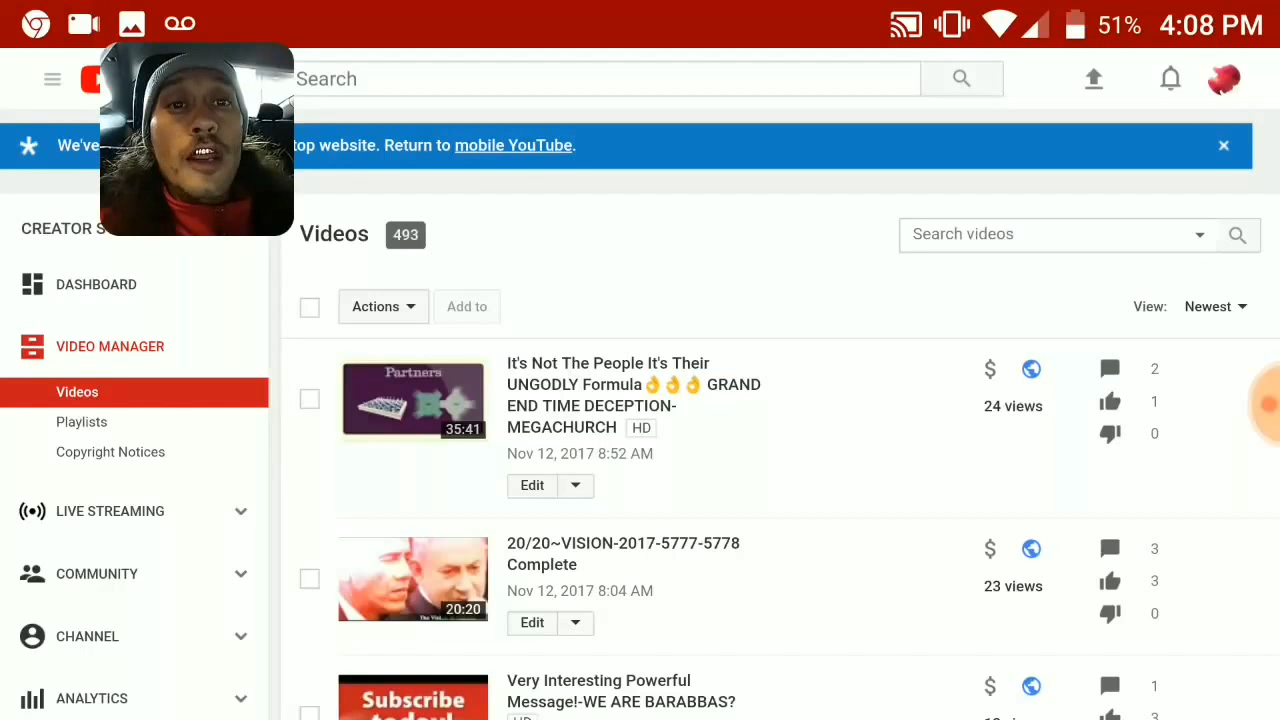 51% 4:08 PM
Search
We've top website. Return to mobile YouTube.
CREATOR S
DASHBOARD
VIDEO MANAGER
Videos
Playlists
Copyright Notices
LIVE STREAMING
COMMUNITY
CHANNEL
ANALYTICS
Videos 493
Search videos
Actions Add to
View: Newest
Partners
35:41
It's Not The People It's Their
UNGODLY Formula👌👌👌 GRAND
END TIME DECEPTION-
MEGACHURCH HD
Nov 12, 2017 8:52 AM
Edit
$
24 views
2
1
0
20:20
20/20~VISION-2017-5777-5778
Complete
Nov 12, 2017 8:04 AM
Edit
$
23 views
3
3
0
Subscribe
today!
Very Interesting Powerful
Message!-WE ARE BARABBAS?
HD
$
1